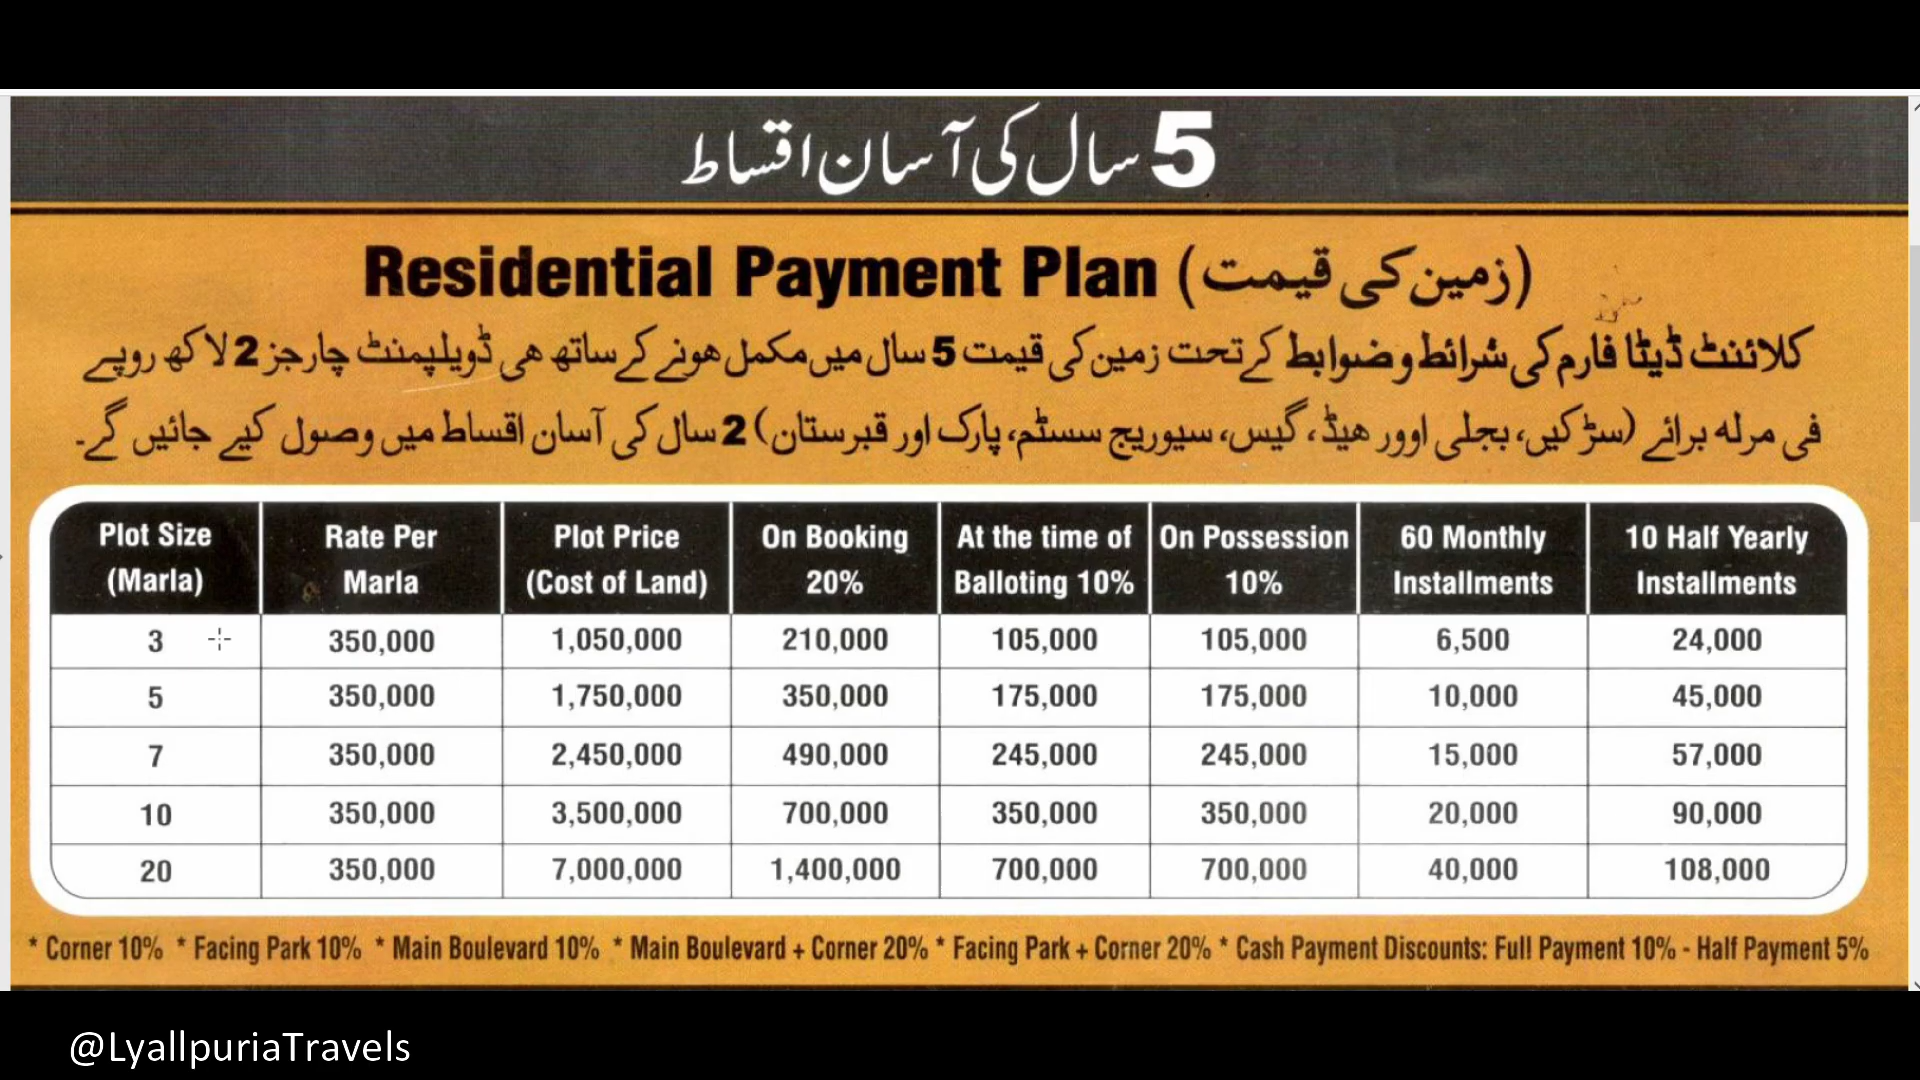 5 سال کی آسان اقساط
Residential Payment Plan (زمین کی قیمت)
کلائنٹ ڈیٹا فارم کی شرائط و ضوابط کے تحت زمین کی قیمت 5 سال میں مکمل ھونے کے ساتھ ھی ڈویلپمنٹ چارجز 2 لاکھ روپے
فی مرلہ برائے (سڑکیں، بجلی اوور ھیڈ، گیس، سیوریج سسٹم، پارک اور قبرستان) 2 سال کی آسان اقساط میں وصول کیے جائیں گے۔
Plot Size (Marla) Rate Per Marla Plot Price (Cost of Land) On Booking 20% At the time of Balloting 10% On Possession 10% 60 Monthly Installments 10 Half Yearly Installments
3 350,000 1,050,000 210,000 105,000 105,000 6,500 24,000
5 350,000 1,750,000 350,000 175,000 175,000 10,000 45,000
7 350,000 2,450,000 490,000 245,000 245,000 15,000 57,000
10 350,000 3,500,000 700,000 350,000 350,000 20,000 90,000
20 350,000 7,000,000 1,400,000 700,000 700,000 40,000 108,000
* Corner 10% * Facing Park 10% * Main Boulevard 10% * Main Boulevard + Corner 20% * Facing Park + Corner 20% * Cash Payment Discounts: Full Payment 10% - Half Payment 5%
@LyallpuriaTravels